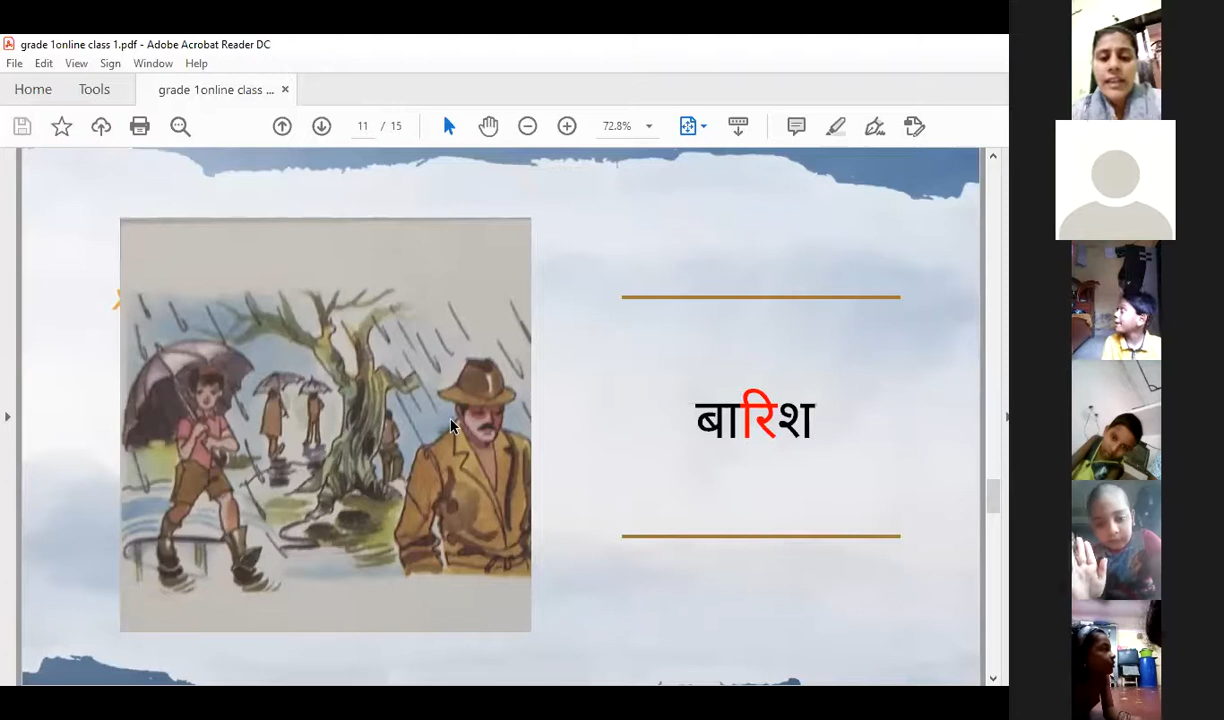 grade 1online class 1.pdf - Adobe Acrobat Reader DC
File Edit View Sign Window Help
Home Tools grade 1online class ... ×
11 / 15 72.8%
बारिश